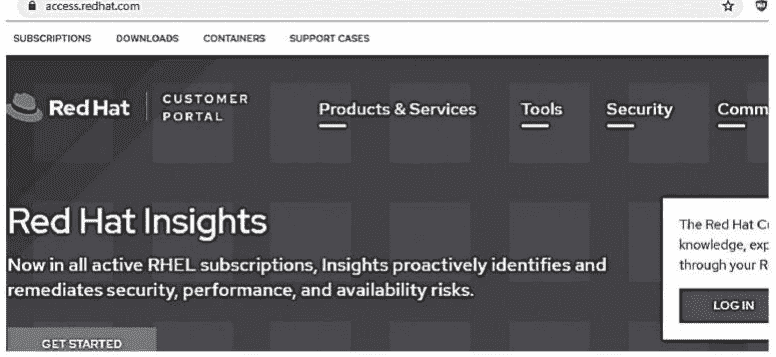 access.redhat.com
SUBSCRIPTIONS DOWNLOADS CONTAINERS SUPPORT CASES
Red Hat CUSTOMER PORTAL
Products & Services Tools Security Comm
Red Hat Insights
Now in all active RHEL subscriptions, Insights proactively identifies and
remediates security, performance, and availability risks.
GET STARTED
The Red Hat Cu
knowledge, exp
through your R
LOG IN